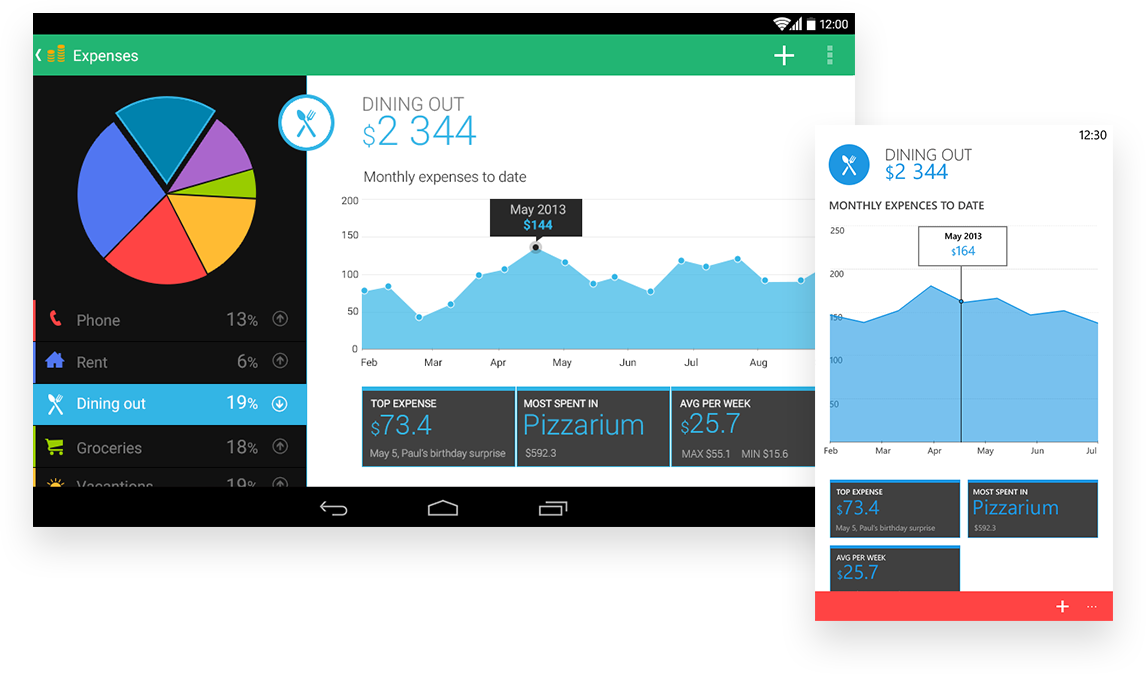 12:00
Expenses
DINING OUT
$2 344
Monthly expenses to date
200
150
100
50
0
May 2013
$144
Feb Mar Apr May Jun Jul Aug
Phone 13%
Rent 6%
Dining out 19%
Groceries 18%
Vacantions 19%
TOP EXPENSE
$73.4
May 5, Paul's birthday surprise
MOST SPENT IN
Pizzarium
$592.3
AVG PER WEEK
$25.7
MAX $55.1 MIN $15.6
12:30
DINING OUT
$2 344
MONTHLY EXPENCES TO DATE
250
200
150
100
50
May 2013
$164
Feb Mar Apr May Jun Jul
TOP EXPENSE
$73.4
May 5, Paul's birthday surprise
MOST SPENT IN
Pizzarium
$592.3
AVG PER WEEK
$25.7